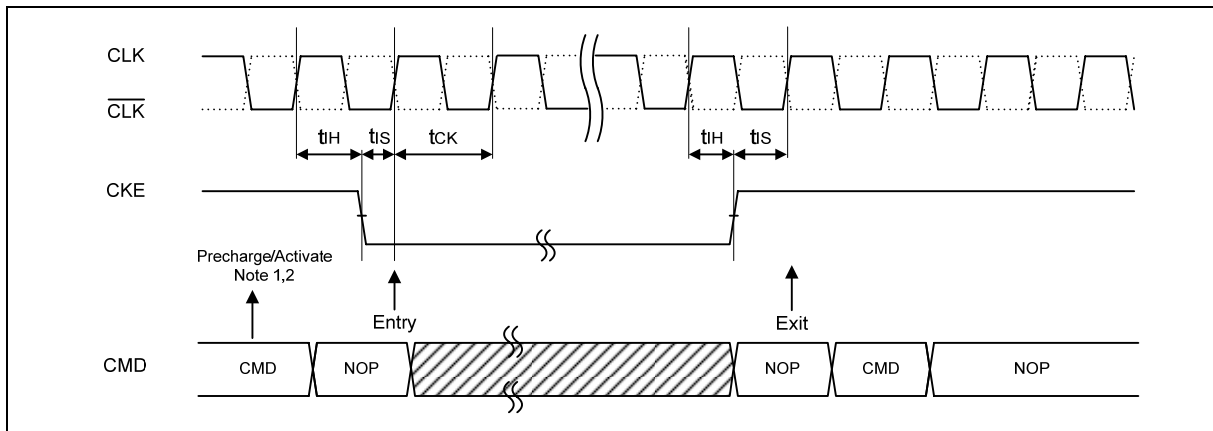 CLK
CLK
tIH tIS tCK tIH tIS
CKE
Precharge/Activate
Note 1,2
Entry
Exit
CMD
CMD NOP NOP CMD NOP